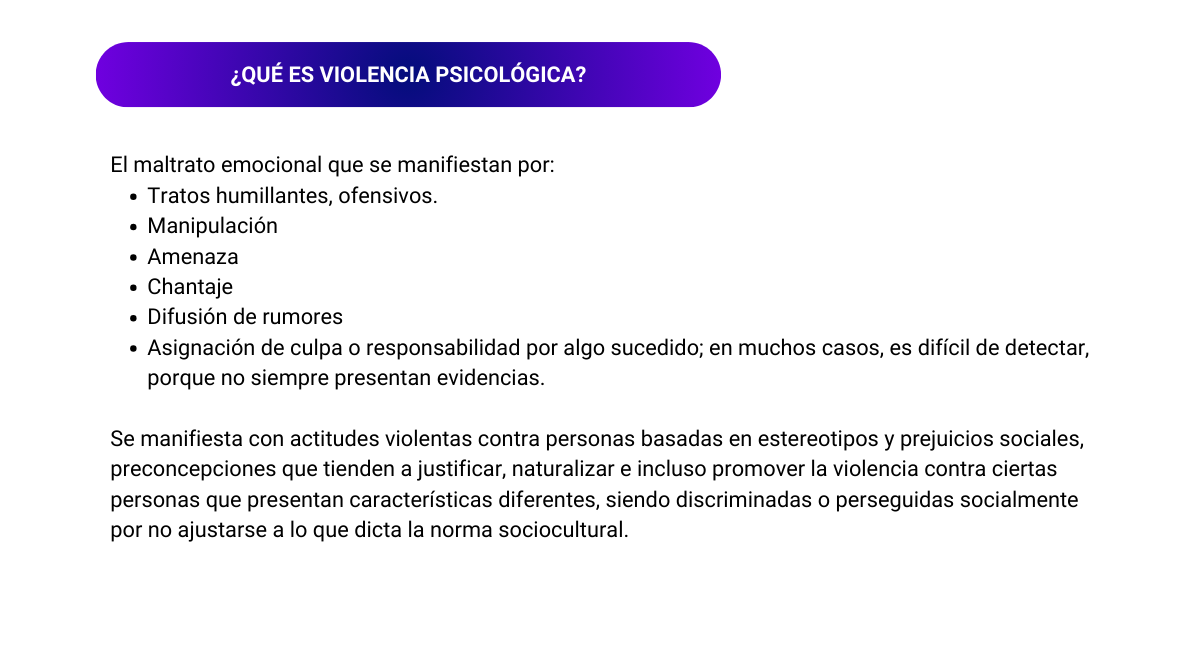 ¿QUÉ ES VIOLENCIA PSICOLÓGICA?
El maltrato emocional que se manifiestan por:
• Tratos humillantes, ofensivos.
• Manipulación
• Amenaza
• Chantaje
• Difusión de rumores
• Asignación de culpa o responsabilidad por algo sucedido; en muchos casos, es difícil de detectar,
porque no siempre presentan evidencias.
Se manifiesta con actitudes violentas contra personas basadas en estereotipos y prejuicios sociales,
preconcepciones que tienden a justificar, naturalizar e incluso promover la violencia contra ciertas
personas que presentan características diferentes, siendo discriminadas o perseguidas socialmente
por no ajustarse a lo que dicta la norma sociocultural.